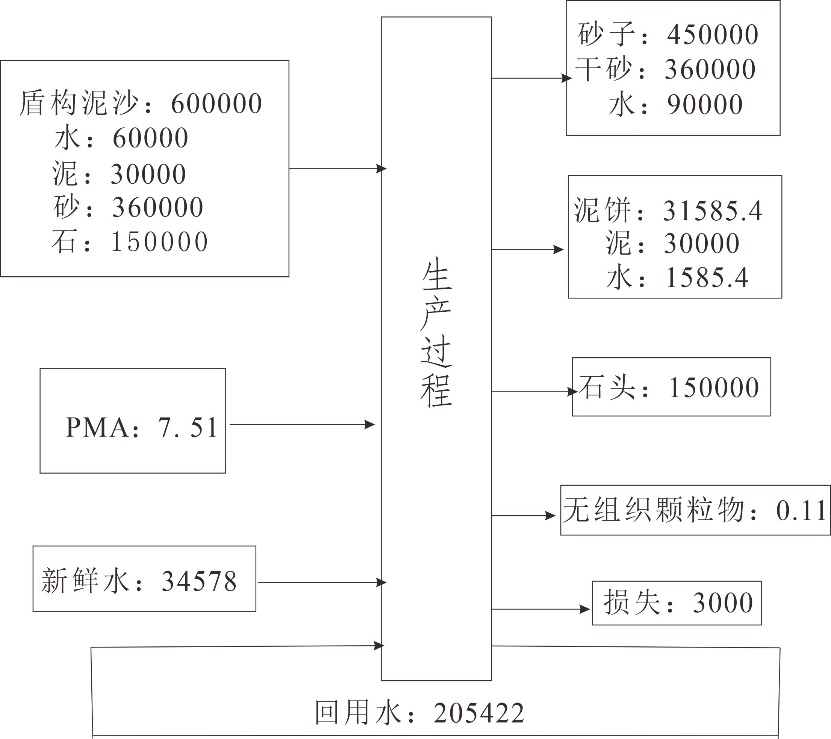 盾构泥沙：600000
水：60000
泥：30000
砂：360000
石：150000
PMA：7.51
新鲜水：34578
生产过程
砂子：450000
干砂：360000
水：90000
泥饼：31585.4
泥：30000
水：1585.4
石头：150000
无组织颗粒物：0.11
损失：3000
回用水：205422